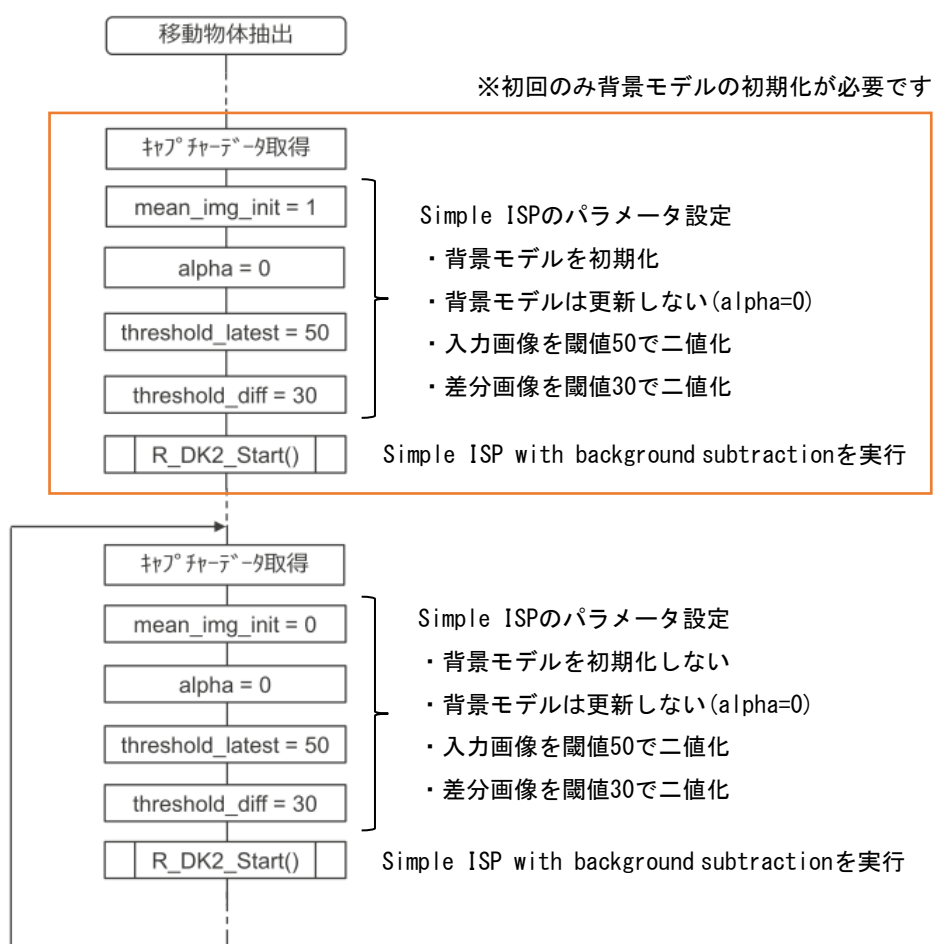 移動物体抽出
※初回のみ背景モデルの初期化が必要です
ｷｬﾌﾟﾁｬｰﾃﾞｰﾀ取得
mean_img_init = 1
alpha = 0
threshold_latest = 50
threshold_diff = 30
Simple ISPのパラメータ設定
・背景モデルを初期化
・背景モデルは更新しない(alpha=0)
・入力画像を閾値50で二値化
・差分画像を閾値30で二値化
R_DK2_Start()
Simple ISP with background subtractionを実行
ｷｬﾌﾟﾁｬｰﾃﾞｰﾀ取得
mean_img_init = 0
alpha = 0
threshold_latest = 50
threshold_diff = 30
Simple ISPのパラメータ設定
・背景モデルを初期化しない
・背景モデルは更新しない(alpha=0)
・入力画像を閾値50で二値化
・差分画像を閾値30で二値化
R_DK2_Start()
Simple ISP with background subtractionを実行